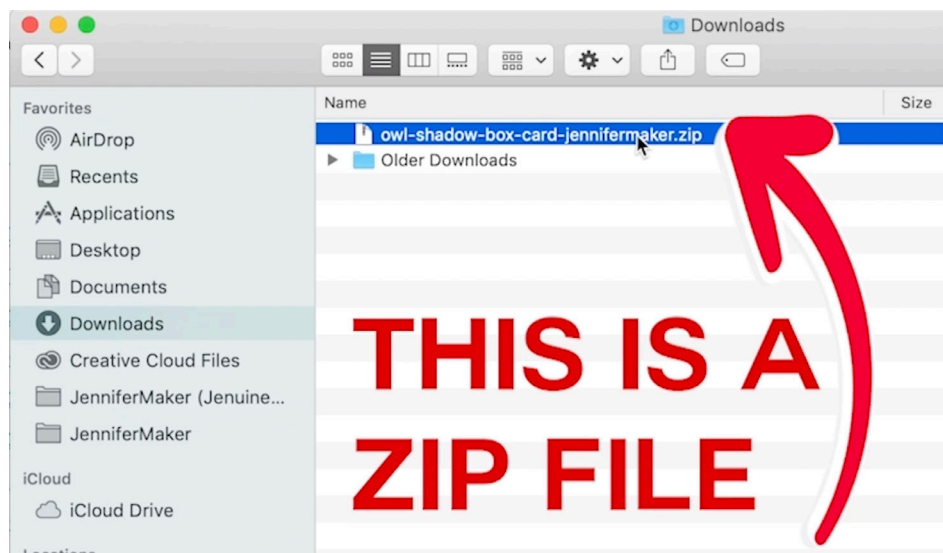 Downloads
Favorites
Name
Size
AirDrop
owl-shadow-box-card-jennifermaker.zip
Older Downloads
Recents
Applications
Desktop
Documents
Downloads
Creative Cloud Files
JenniferMaker (Jenuine...
JenniferMaker
iCloud
iCloud Drive
THIS IS A
ZIP FILE